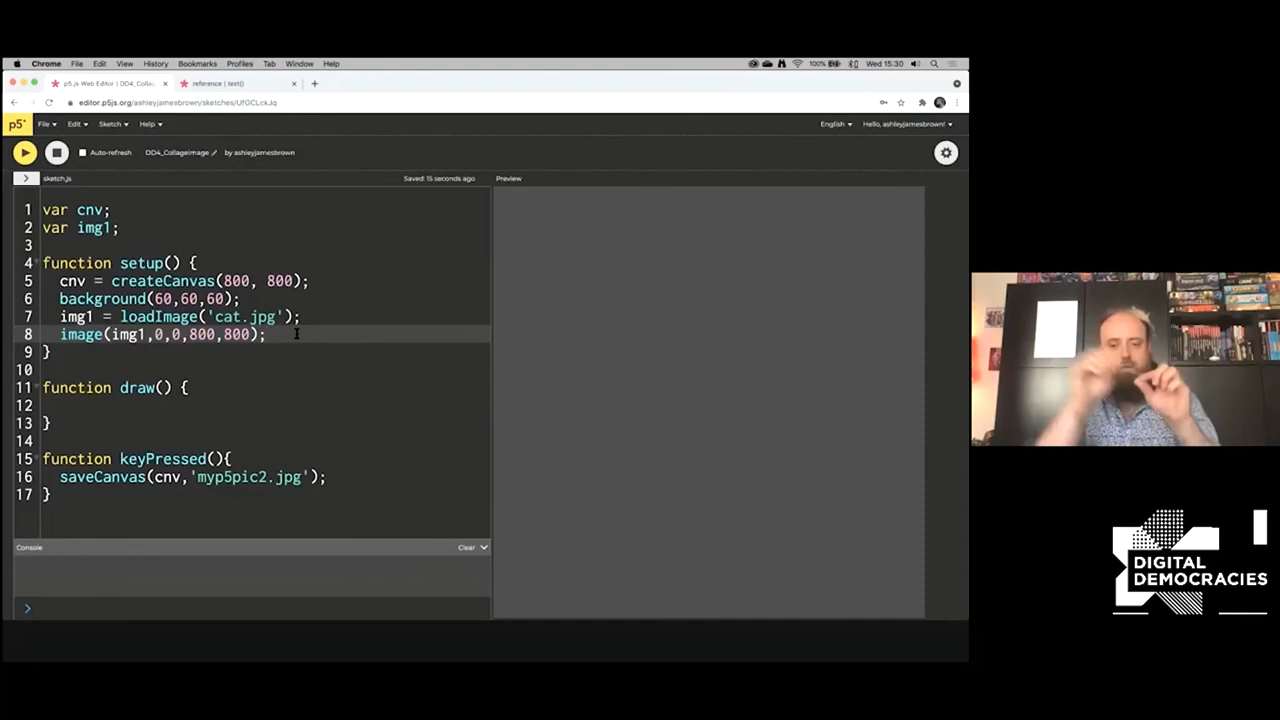 Chrome File Edit View History Bookmarks Profiles Tab Window Help 100% Wed 15:30
p5.js Web Editor | DD4_Colla reference | text()
editor.p5js.org/ashleyjamesbrown/sketches/UfGCLckJq
p5* File Edit Sketch Help English Hello, ashleyjamesbrown!
Auto-refresh DD4_CollageImage by ashleyjamesbrown
> sketch.js Saved: 15 seconds ago Preview
1 var cnv;
2 var img1;
3
4 function setup() {
5 cnv = createCanvas(800, 800);
6 background(60,60,60);
7 img1 = loadImage('cat.jpg');
8 image(img1,0,0,800,800);
9 }
10
11 function draw() {
12
13 }
14
15 function keyPressed(){
16 saveCanvas(cnv,'myp5pic2.jpg');
17 }
Console Clear
>
DIGITAL
DEMOCRACIES